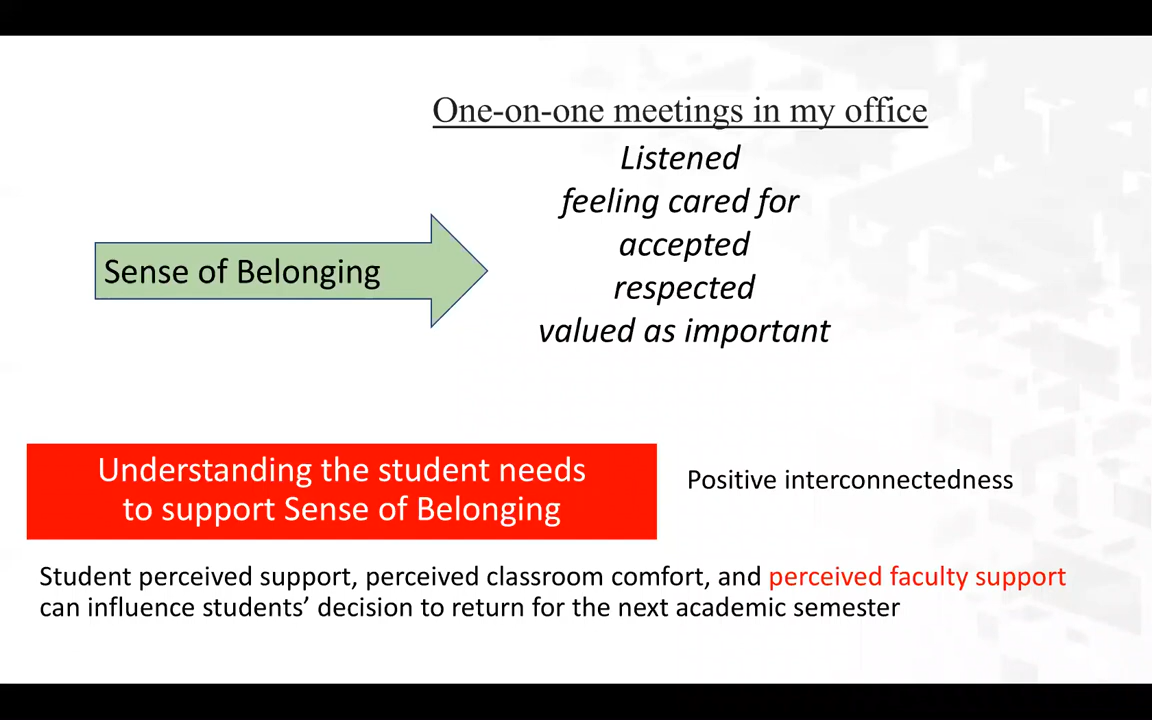 One-on-one meetings in my office
Listened
feeling cared for
accepted
respected
valued as important
Sense of Belonging
Understanding the student needs
to support Sense of Belonging
Positive interconnectedness
Student perceived support, perceived classroom comfort, and perceived faculty support
can influence students’ decision to return for the next academic semester